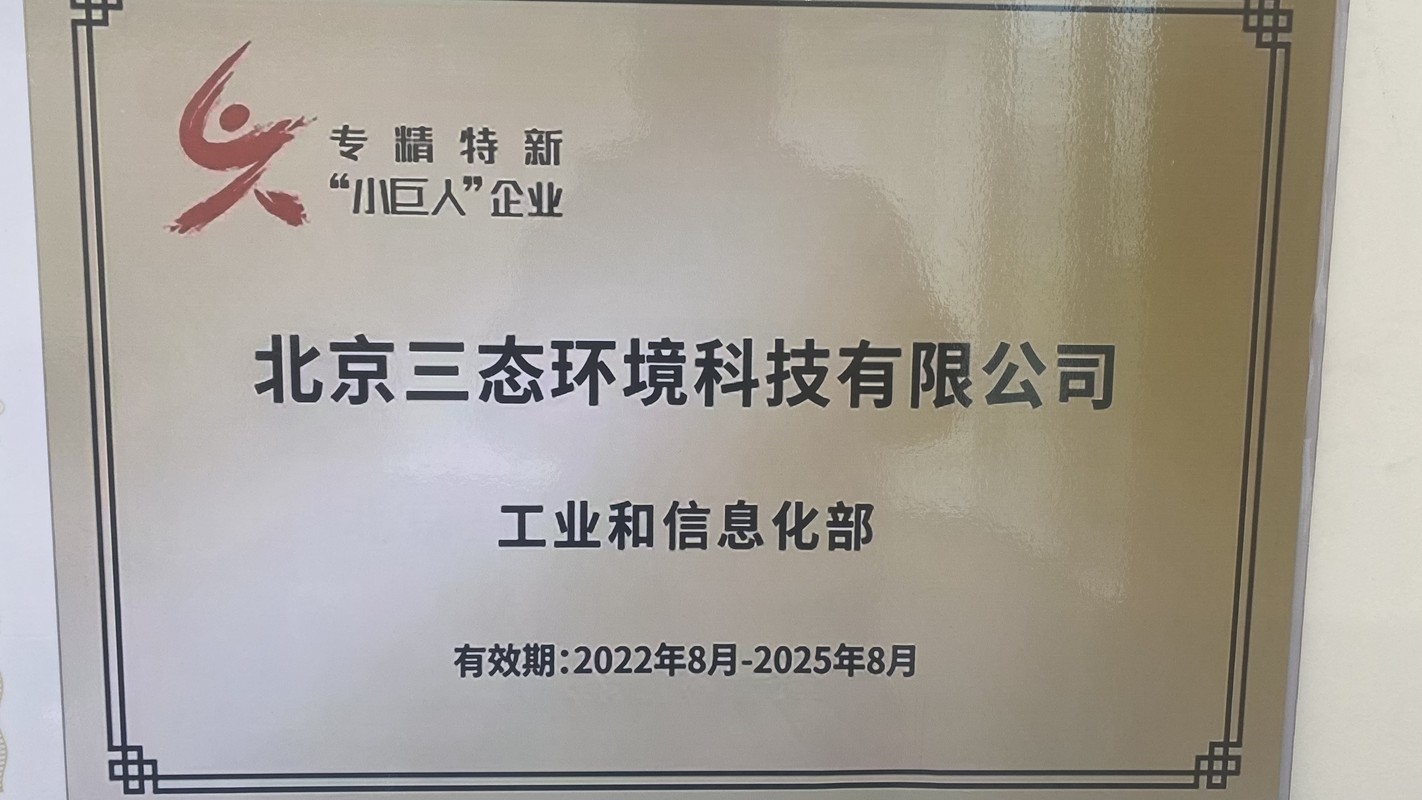 专精特新
“小巨人”企业
北京三态环境科技有限公司
工业和信息化部
有效期:2022年8月-2025年8月